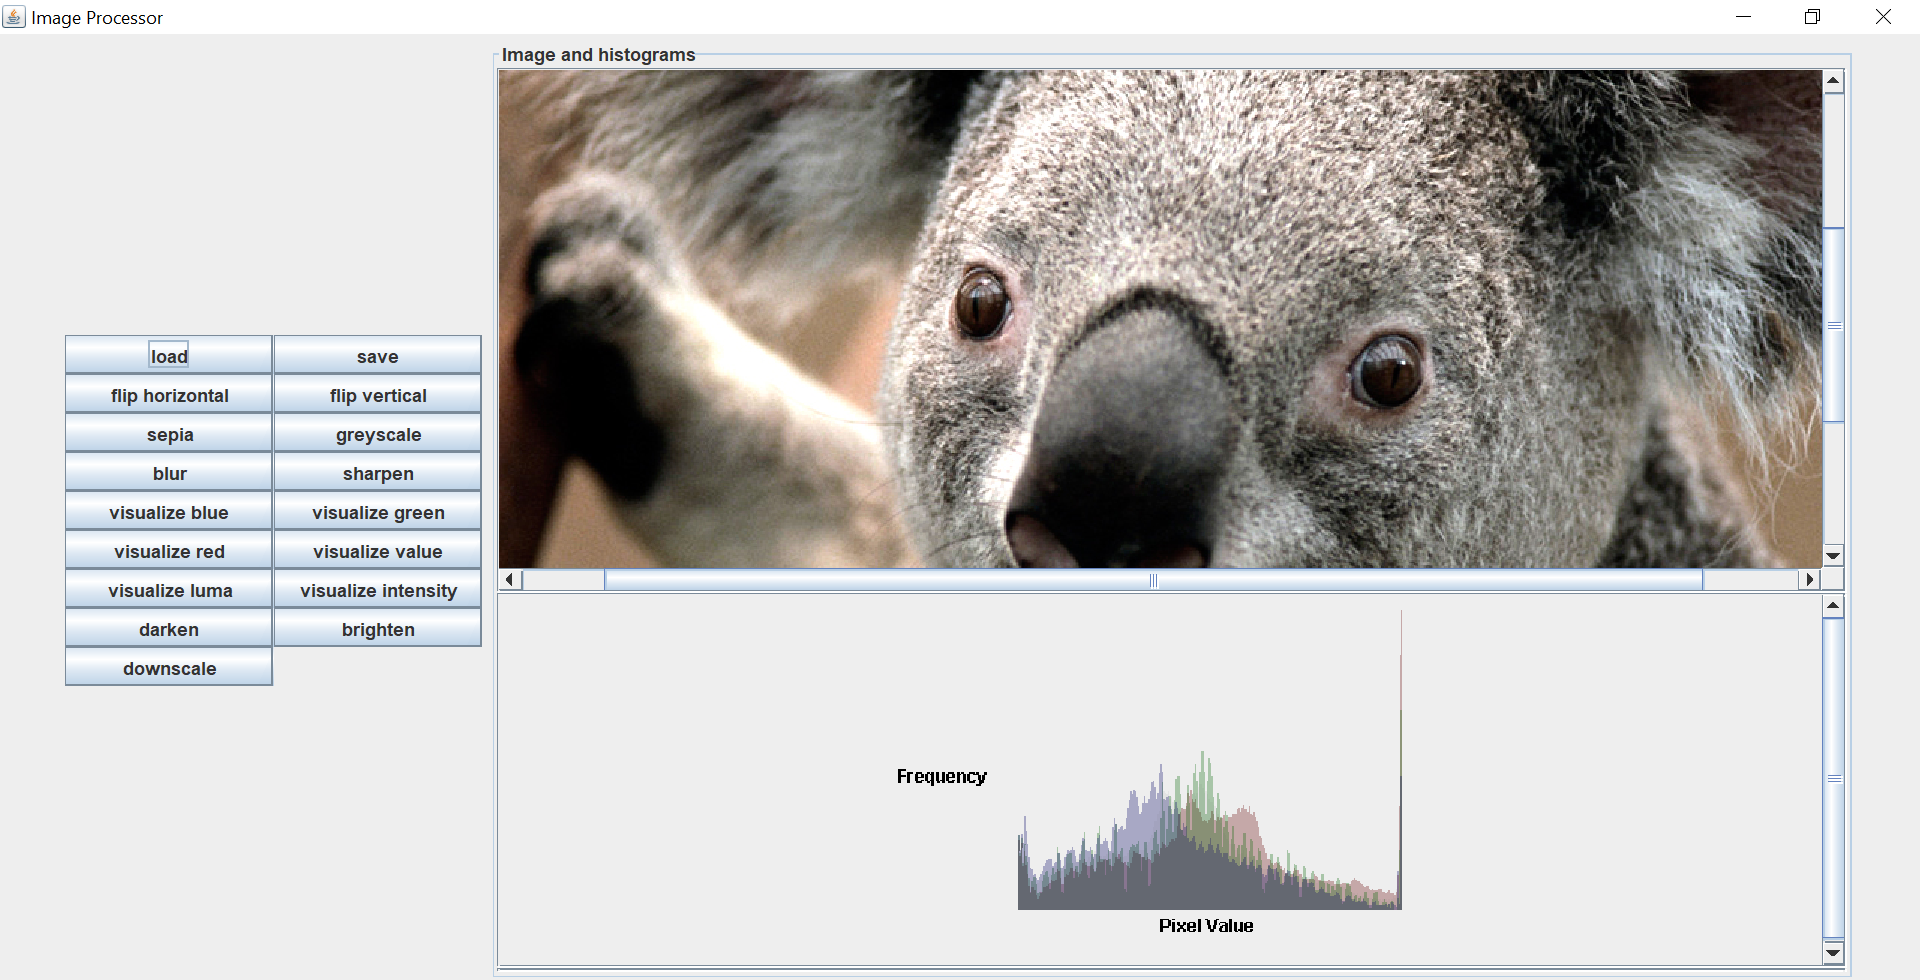 Image Processor
Image and histograms
load
save
flip horizontal
flip vertical
sepia
greyscale
blur
sharpen
visualize blue
visualize green
visualize red
visualize value
visualize luma
visualize intensity
darken
brighten
downscale
Frequency
Pixel Value